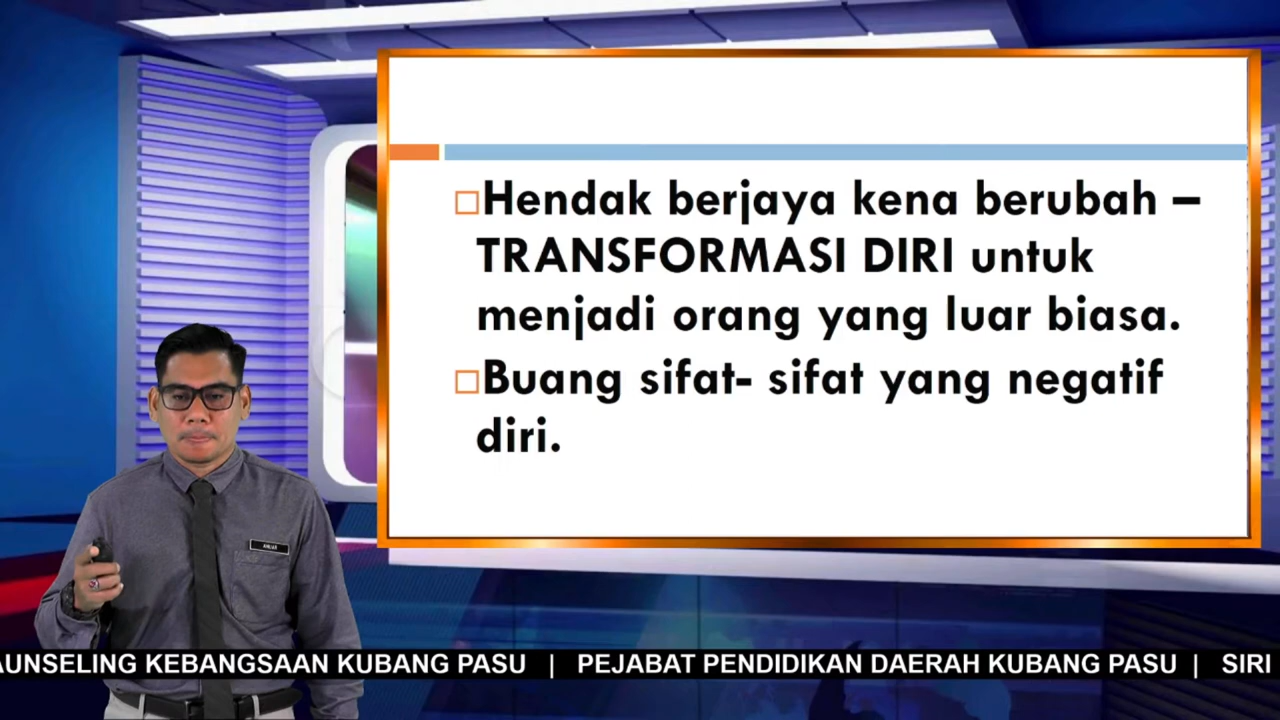 □Hendak berjaya kena berubah –
TRANSFORMASI DIRI untuk
menjadi orang yang luar biasa.
□Buang sifat- sifat yang negatif
diri.
AUNSELING KEBANGSAAN KUBANG PASU | PEJABAT PENDIDIKAN DAERAH KUBANG PASU | SIRI